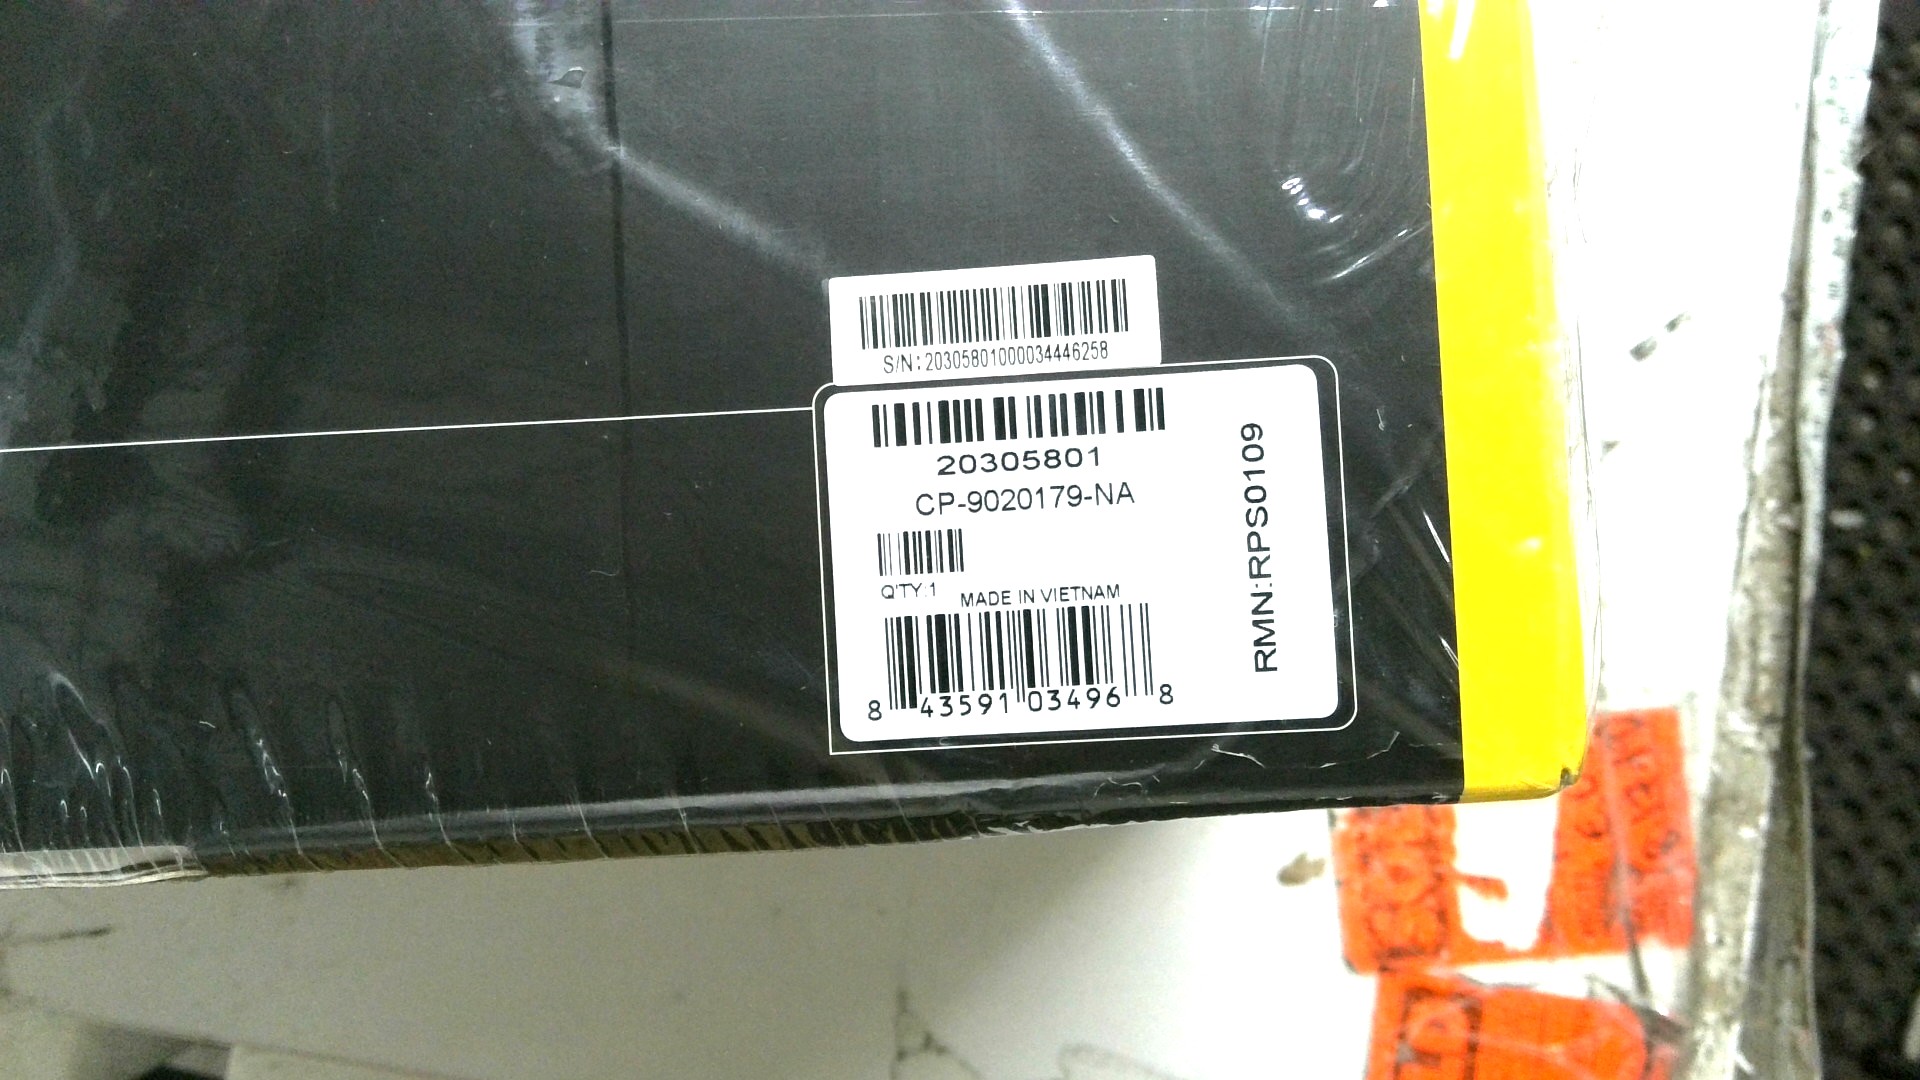 S/N:20305801000034446258
20305801
CP-9020179-NA
Q'TY:1
MADE IN VIETNAM
8 43591 03496 8
RMN:RPS0109